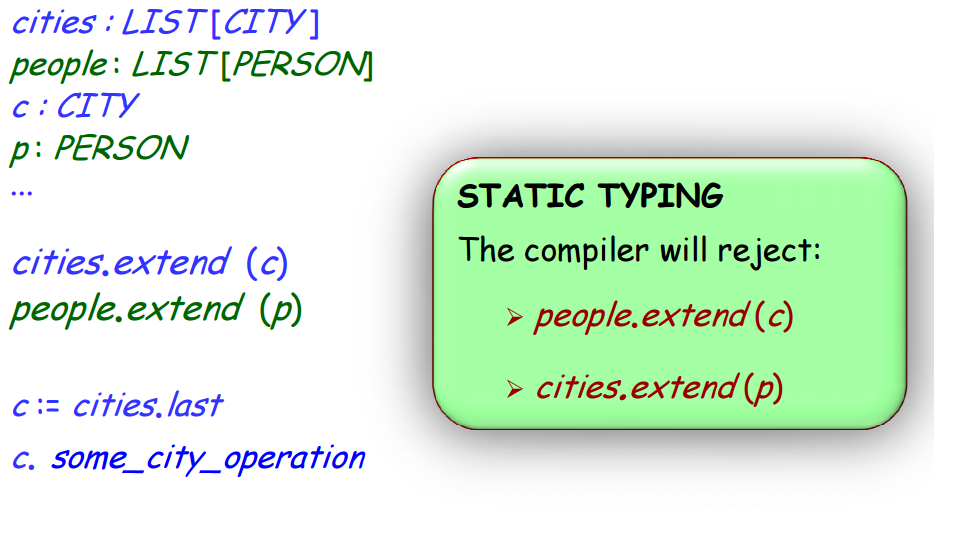 cities : LIST [CITY ]
people : LIST [PERSON]
c : CITY
p : PERSON
...
cities.extend (c)
people.extend (p)
c := cities.last
c. some_city_operation
STATIC TYPING
The compiler will reject:
➢ people.extend (c)
➢ cities.extend (p)